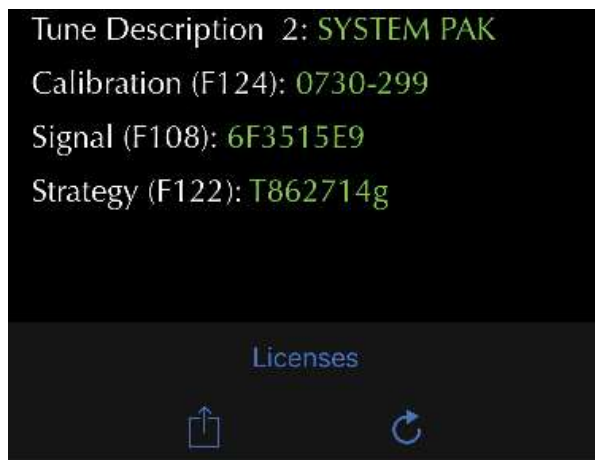 Tune Description  2: SYSTEM PAK
Calibration (F124): 0730-299
Signal (F108): 6F3515E9
Strategy (F122): T862714g
Licenses